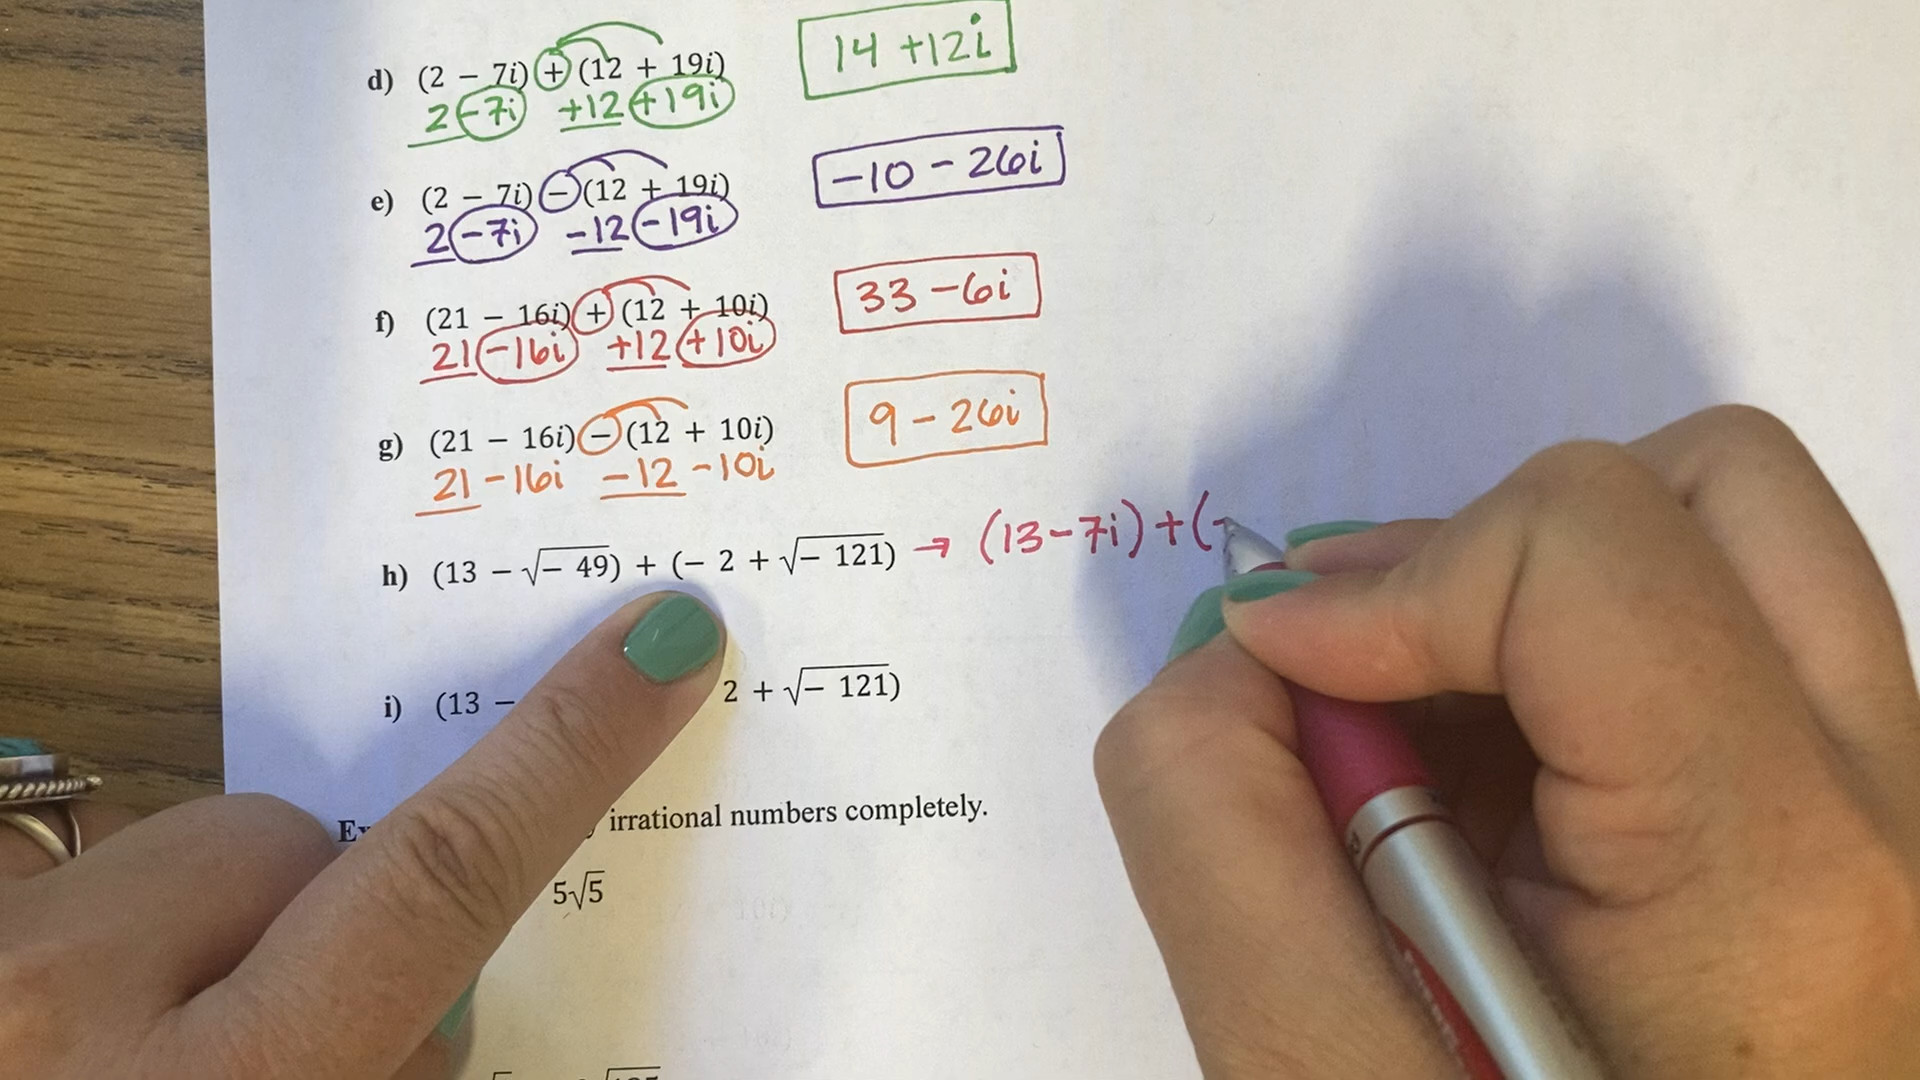 d) (2 − 7i) + (12 + 19i) 14 + 12i
2 − 7i + 12 + 19i
e) (2 − 7i) − (12 + 19i) −10 − 26i
2 − 7i − 12 − 19i
f) (21 − 16i) + (12 + 10i) 33 − 6i
21 − 16i + 12 + 10i
g) (21 − 16i) − (12 + 10i) 9 − 26i
21 − 16i − 12 − 10i
h) (13 − √− 49) + (− 2 + √− 121) → (13 − 7i) + (−
i) (13 − 2 + √− 121)
irrational numbers completely.
5√5